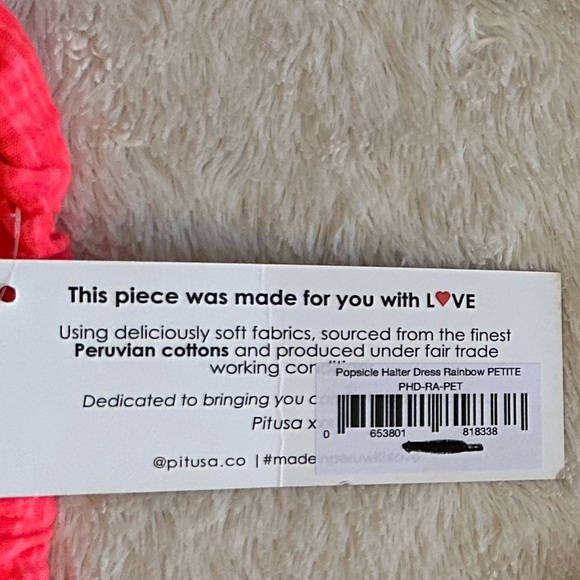 This piece was made for you with L♥VE
Using deliciously soft fabrics, sourced from the finest
Peruvian cottons and produced under fair trade
working
Dedicated to bringing you
Pitusa x
@pitusa.co | #made
Popsicle Halter Dress Rainbow PETITE
PHD-RA-PET
0 653801 818338